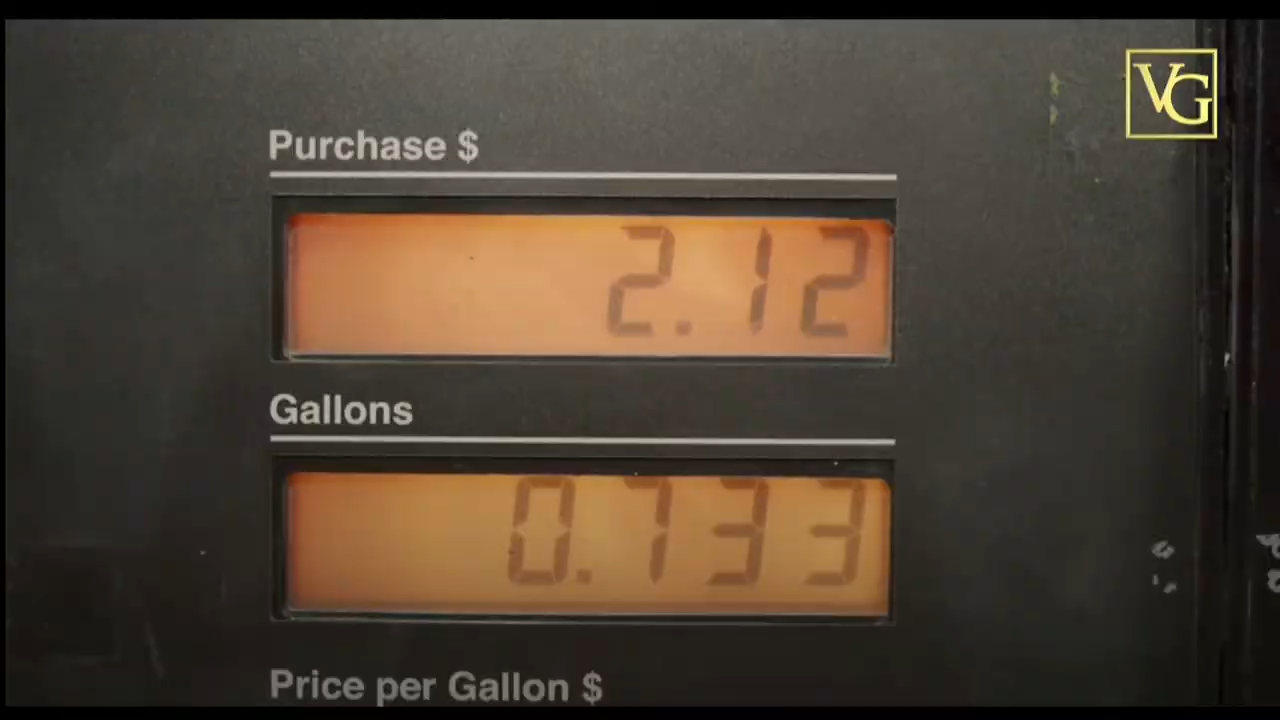 VG
Purchase $
2.12
Gallons
0.733
Price per Gallon $